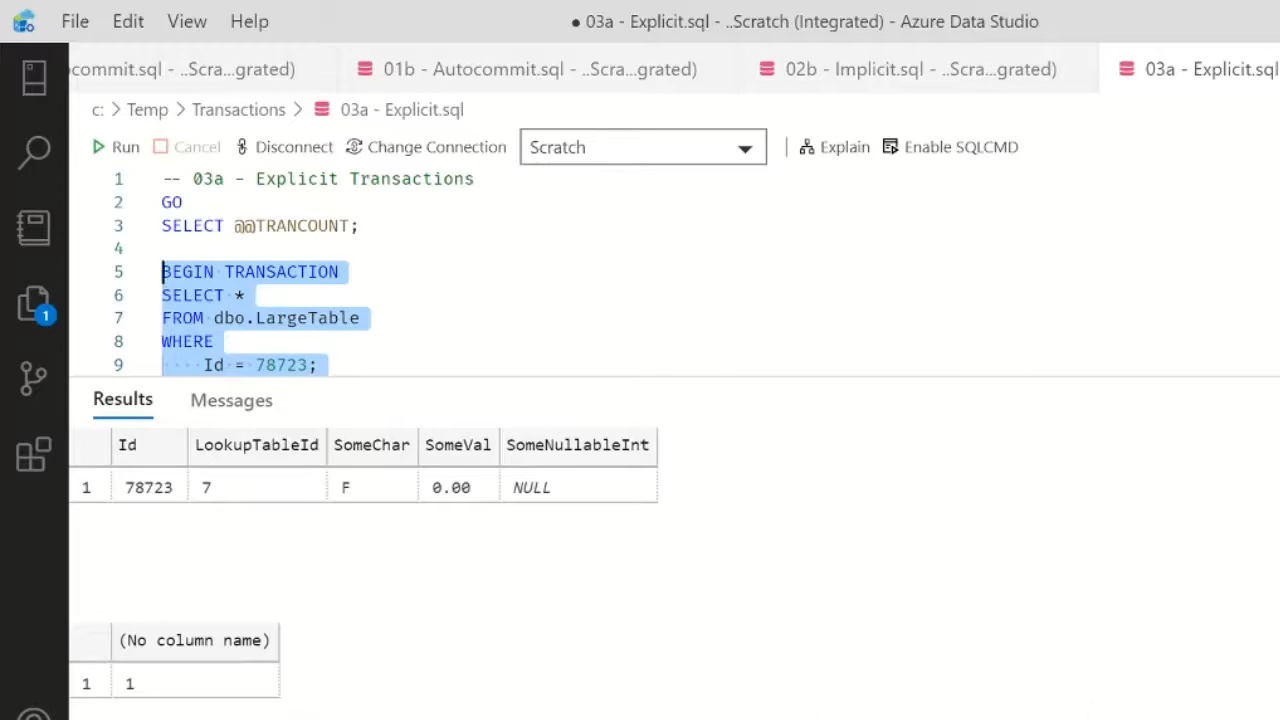 File Edit View Help
● 03a - Explicit.sql - ..Scratch (Integrated) - Azure Data Studio
commit.sql - ..Scra...grated) 01b - Autocommit.sql - ..Scra...grated) 02b - Implicit.sql - ..Scra...grated) 03a - Explicit.sql
c: > Temp > Transactions > 03a - Explicit.sql
Run Cancel Disconnect Change Connection Scratch Explain Enable SQLCMD
1 -- 03a - Explicit Transactions
2 GO
3 SELECT @@TRANCOUNT;
4
5 BEGIN TRANSACTION
6 SELECT *
7 FROM dbo.LargeTable
8 WHERE
9 Id = 78723;
1
Results Messages
Id LookupTableId SomeChar SomeVal SomeNullableInt
1 78723 7 F 0.00 NULL
(No column name)
1 1